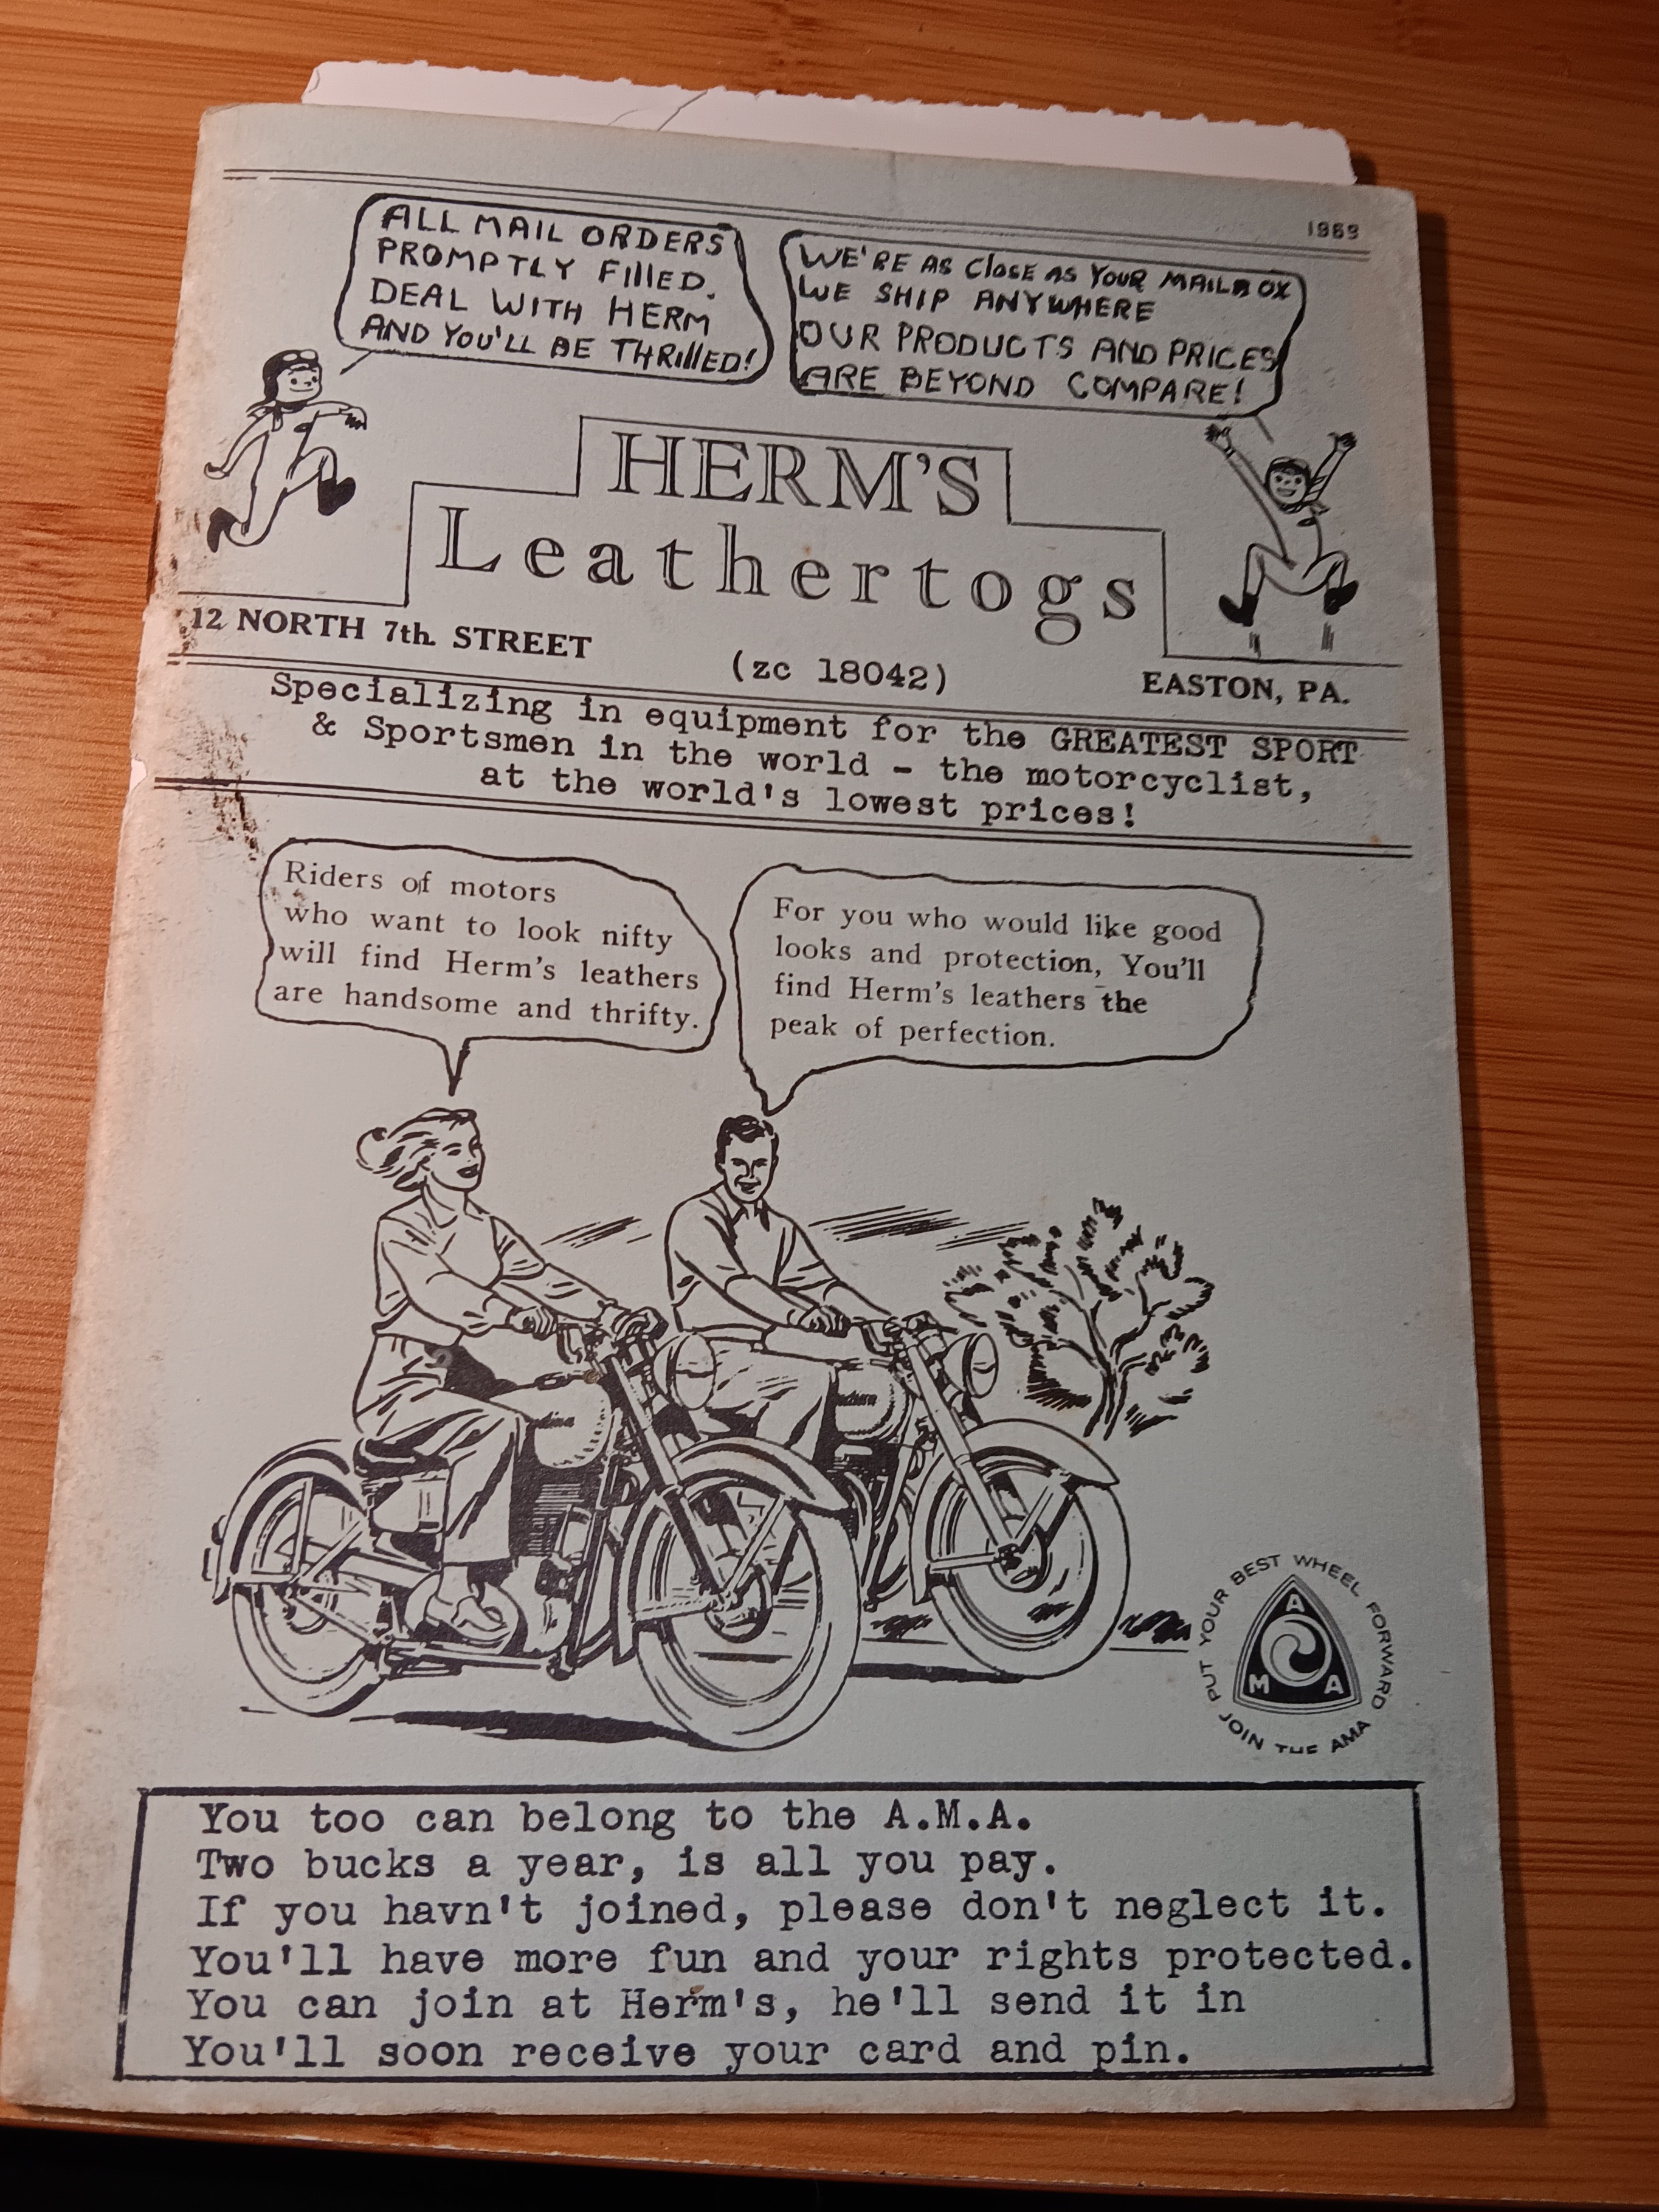 1969
ALL MAIL ORDERS
PROMPTLY FIllED.
DEAL WITH HERM
AND YOU'LL BE THRIllED!
WE'RE AS ClOSE AS YOUR MAILBOX
WE SHIP ANYWHERE
OUR PRODUCTS AND PRICES
ARE BEYOND COMPARE!
HERM'S
Leathertogs
12 NORTH 7th STREET
(zc 18042)
EASTON, PA.
Specializing in equipment for the GREATEST SPORT
& Sportsmen in the world - the motorcyclist,
at the world's lowest prices!
Riders of motors
who want to look nifty
will find Herm's leathers
are handsome and thrifty.
For you who would like good
looks and protection, You'll
find Herm's leathers the
peak of perfection.
PUT YOUR BEST WHEEL FORWARD
A
M A
JOIN THE AMA
You too can belong to the A.M.A.
Two bucks a year, is all you pay.
If you havn't joined, please don't neglect it.
You'll have more fun and your rights protected.
You can join at Herm's, he'll send it in
You'll soon receive your card and pin.